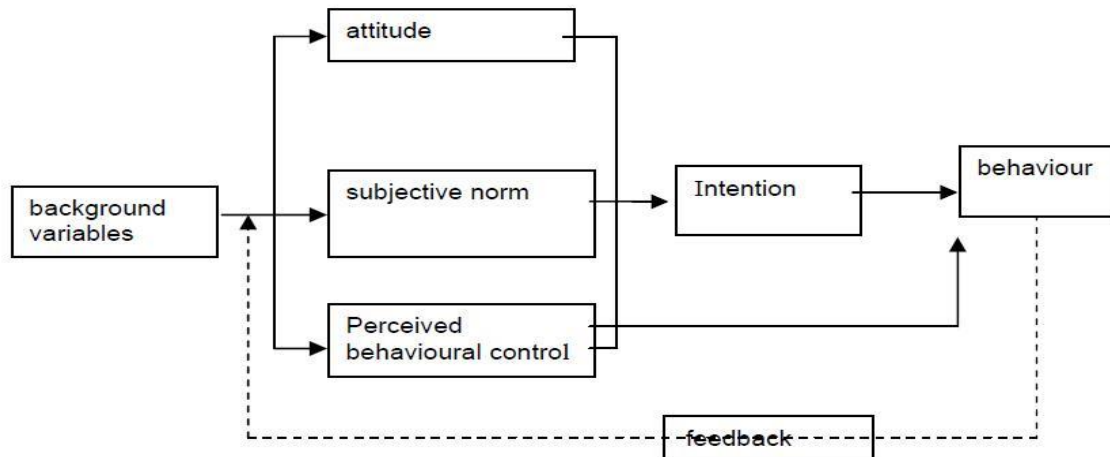 attitude
subjective norm
Intention
behaviour
background
variables
Perceived
behavioural control
feedback